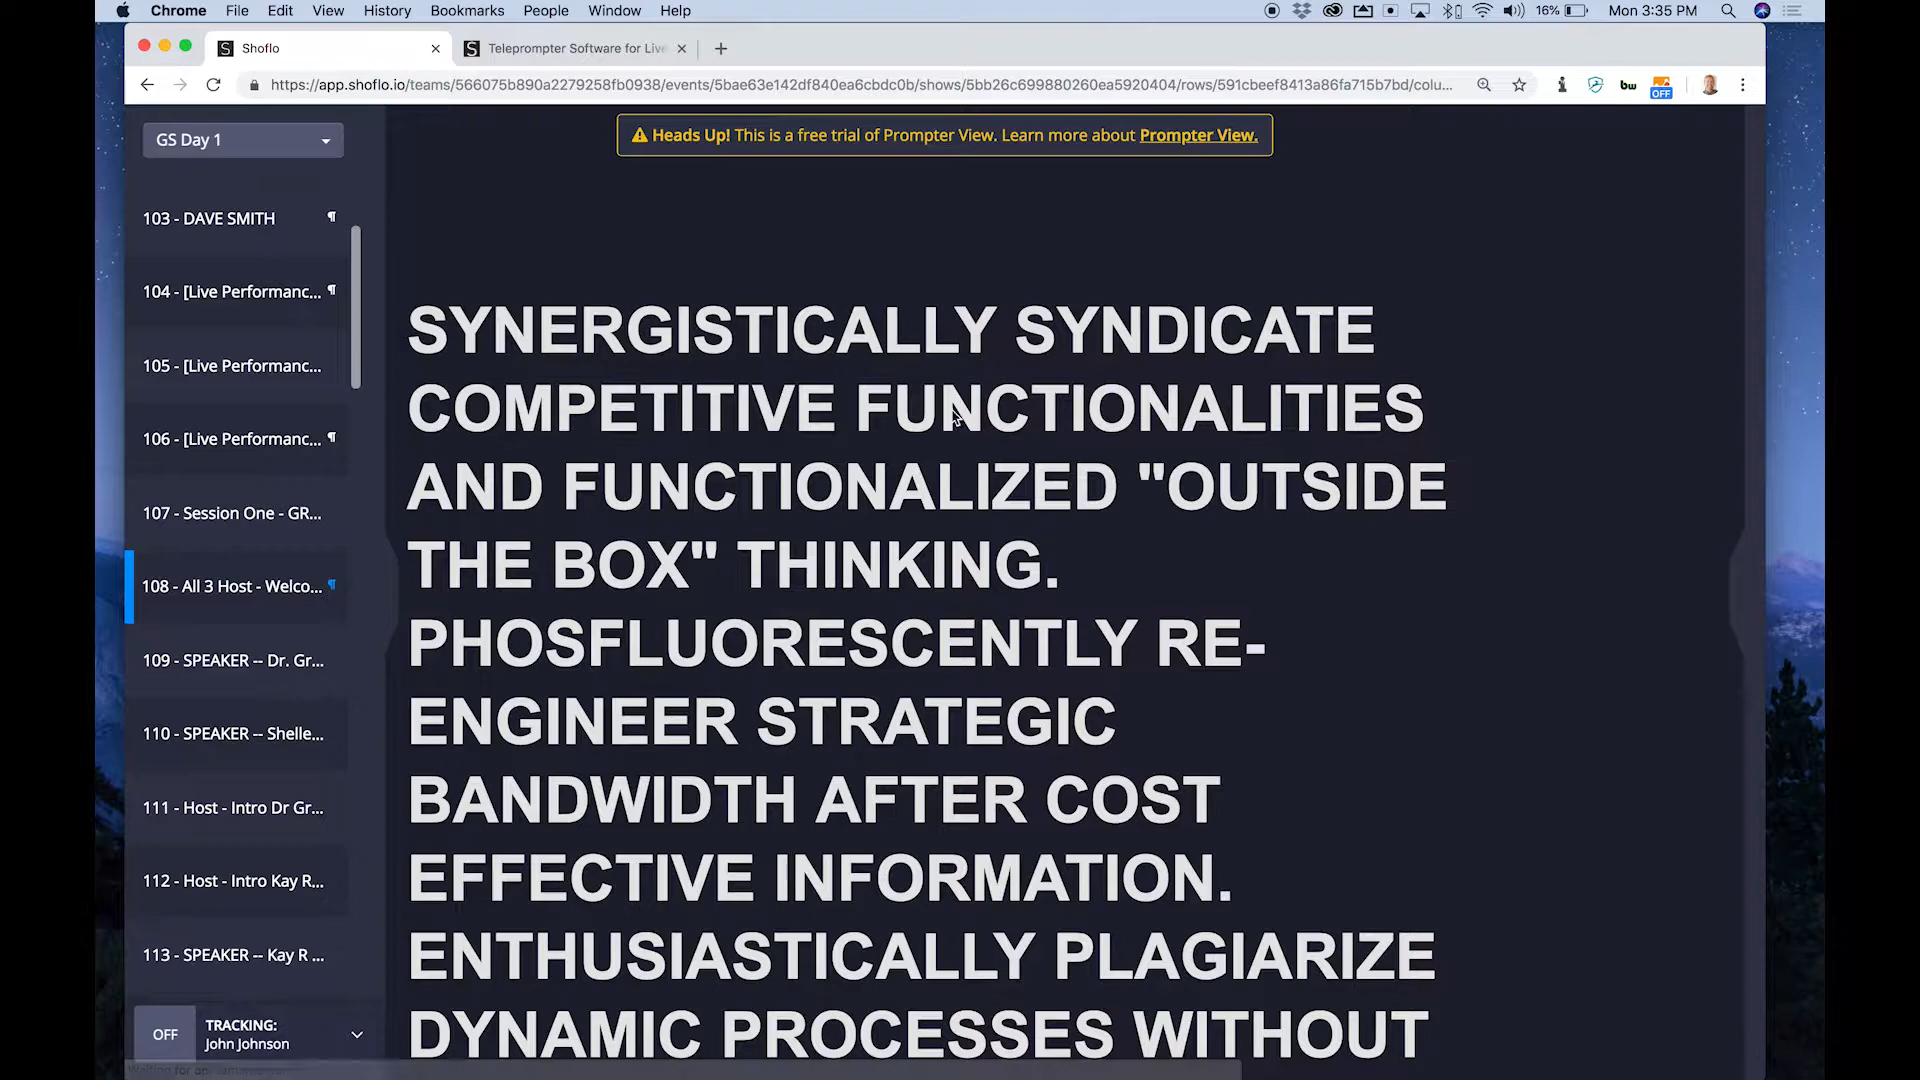 Chrome File Edit View History Bookmarks People Window Help
16% Mon 3:35 PM
Shoflo
Teleprompter Software for Live
https://app.shoflo.io/teams/566075b890a2279258fb0938/events/5bae63e142df840ea6cbdc0b/shows/5bb26c699880260ea5920404/rows/591cbeef8413a86fa715b7bd/colu...
bw
OFF
GS Day 1
Heads Up! This is a free trial of Prompter View. Learn more about Prompter View.
103 - DAVE SMITH ¶
104 - [Live Performanc... ¶
105 - [Live Performanc...
106 - [Live Performanc... ¶
107 - Session One - GR...
108 - All 3 Host - Welco... ¶
109 - SPEAKER -- Dr. Gr...
110 - SPEAKER -- Shelle...
111 - Host - Intro Dr Gr...
112 - Host - Intro Kay R...
113 - SPEAKER -- Kay R ...
OFF
TRACKING:
John Johnson
SYNERGISTICALLY SYNDICATE
COMPETITIVE FUNCTIONALITIES
AND FUNCTIONALIZED "OUTSIDE
THE BOX" THINKING.
PHOSFLUORESCENTLY RE-
ENGINEER STRATEGIC
BANDWIDTH AFTER COST
EFFECTIVE INFORMATION.
ENTHUSIASTICALLY PLAGIARIZE
DYNAMIC PROCESSES WITHOUT